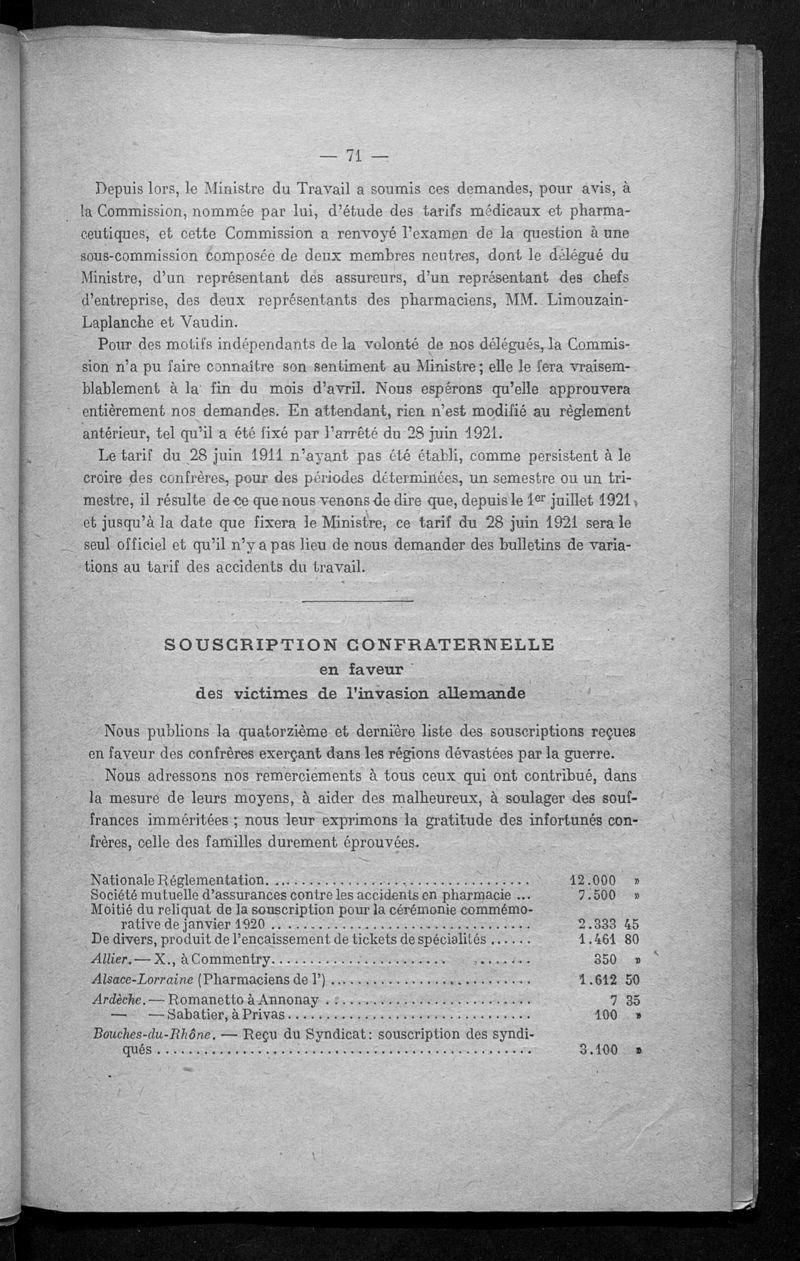 — 71 —
Depuis lors, le Ministre du Travail a soumis ces demandes, pour avis, à
la Commission, nommée par lui, d'étude des tarifs médicaux et pharma-
ceutiques, et cette Commission a renvoyé l'examen de la question à une
sous-commission composée de deux membres neutres, dont le délégué du
Ministre, d'un représentant des assureurs, d'un représentant des chefs
d'entreprise, des deux représentants des pharmaciens, MM. Limouzain-
Laplanche et Vaudin.
Pour des motifs indépendants de la volonté de nos délégués, la Commis-
sion n'a pu faire connaître son sentiment au Ministre ; elle le fera vraisem-
blablement à la fin du mois d'avril. Nous espérons qu'elle approuvera
entièrement nos demandes. En attendant, rien n'est modifié au règlement
antérieur, tel qu'il a été fixé par l'arrêté du 28 juin 1921.
Le tarif du 28 juin 1911 n'ayant pas été établi, comme persistent à le
croire des confrères, pour des périodes déterminées, un semestre ou un tri-
mestre, il résulte de ce que nous venons de dire que, depuis le 1er juillet 1921,
et jusqu'à la date que fixera le Ministre, ce tarif du 28 juin 1921 sera le
seul officiel et qu'il n'y a pas lieu de nous demander des bulletins de varia-
tions au tarif des accidents du travail.
SOUSCRIPTION CONFRATERNELLE
en faveur
des victimes de l'invasion allemande
Nous publions la quatorzième et dernière liste des souscriptions reçues
en faveur des confrères exerçant dans les régions dévastées par la guerre.
Nous adressons nos remerciements à tous ceux qui ont contribué, dans
la mesure de leurs moyens, à aider des malheureux, à soulager des souf-
frances imméritées ; nous leur exprimons la gratitude des infortunés con-
frères, celle des familles durement éprouvées.
Nationale Réglementation.................................. 12.000 »
Société mutuelle d'assurances contre les accidents en pharmacie ... 7.500 »
Moitié du reliquat de la souscription pour la cérémonie commémo-
rative de janvier 1920.................................. 2.333 45
De divers, produit de l'encaissement de tickets de spécialités...... 1.461 80
Allier. — X., à Commentry.................................. 350 »
Alsace-Lorraine (Pharmaciens de l')........................... 1.612 50
Ardèche. — Romanetto à Annonay............................ 7 35
— — Sabatier, à Privas.................................. 100 »
Bouches-du-Rhône. — Reçu du Syndicat : souscription des syndi-
qués.................................................. 3.100 »